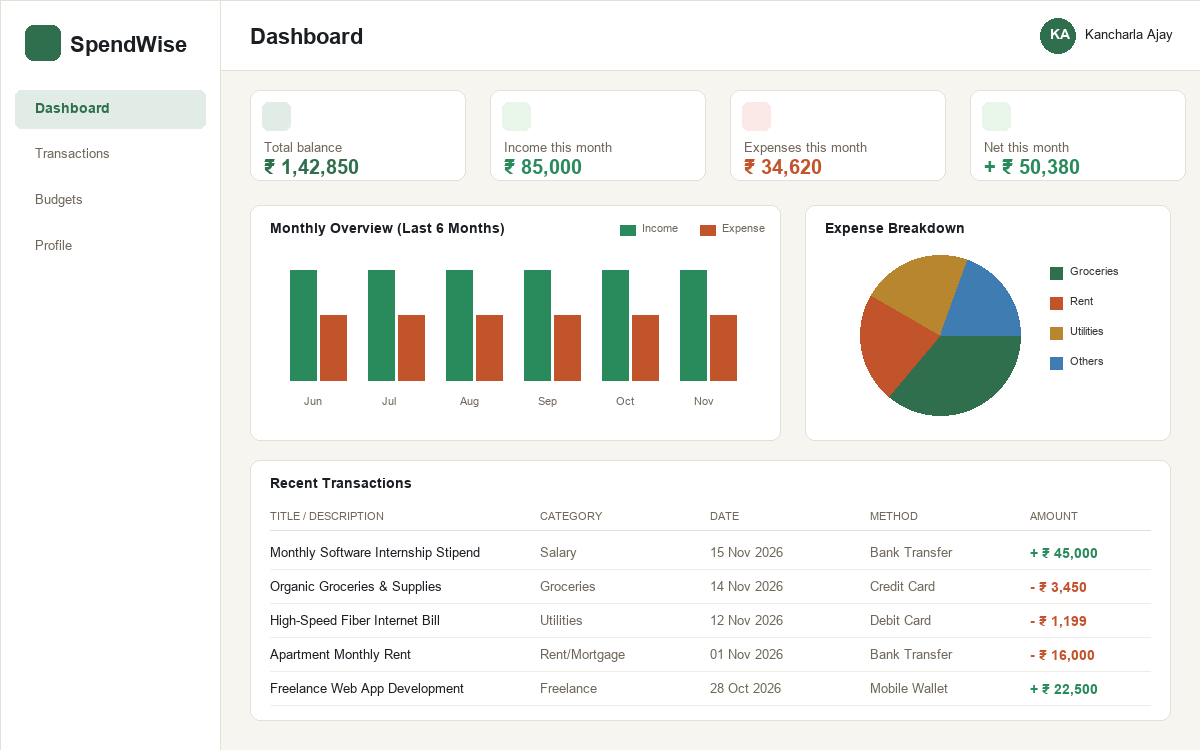 SpendWise
Dashboard
Transactions
Budgets
Profile
Dashboard
KA
Kancharla Ajay
Total balance
₹ 1,42,850
Income this month
₹ 85,000
Expenses this month
₹ 34,620
Net this month
+ ₹ 50,380
Monthly Overview (Last 6 Months)
Income
Expense
Jun Jul Aug Sep Oct Nov
Expense Breakdown
Groceries
Rent
Utilities
Others
Recent Transactions
TITLE / DESCRIPTION CATEGORY DATE METHOD AMOUNT
Monthly Software Internship Stipend Salary 15 Nov 2026 Bank Transfer + ₹ 45,000
Organic Groceries & Supplies Groceries 14 Nov 2026 Credit Card - ₹ 3,450
High-Speed Fiber Internet Bill Utilities 12 Nov 2026 Debit Card - ₹ 1,199
Apartment Monthly Rent Rent/Mortgage 01 Nov 2026 Bank Transfer - ₹ 16,000
Freelance Web App Development Freelance 28 Oct 2026 Mobile Wallet + ₹ 22,500